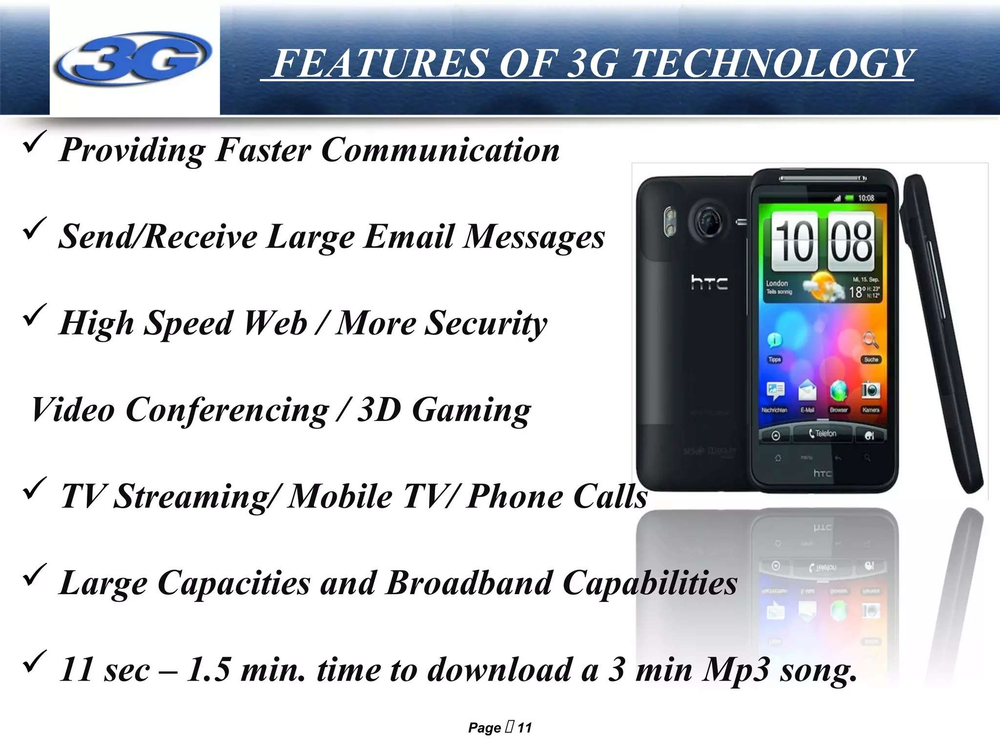 3G
FEATURES OF 3G TECHNOLOGY
✓ Providing Faster Communication
✓ Send/Receive Large Email Messages
✓ High Speed Web / More Security
Video Conferencing / 3D Gaming
✓ TV Streaming/ Mobile TV/ Phone Calls
✓ Large Capacities and Broadband Capabilities
✓ 11 sec – 1.5 min. time to download a 3 min Mp3 song.
hTC
10:08
10 08
London
Teils sonnig
Mi, 15. Sep.
18° H: 23°
N: 12°
Tipps
Suche
Nachrichten E-Mail Browser Kamera
Telefon
menu
hTC
Page 11